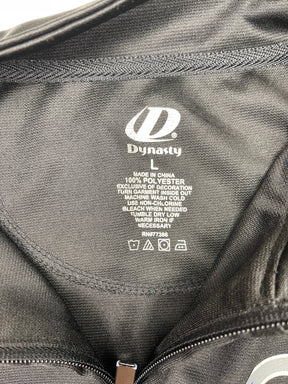 D®
Dynasty
L
MADE IN CHINA
100% POLYESTER
EXCLUSIVE OF DECORATION
TURN GARMENT INSIDE OUT
MACHINE WASH COLD
USE NON-CHLORINE
BLEACH WHEN NEEDED
TUMBLE DRY LOW
WARM IRON IF
NECESSARY
RN#77386